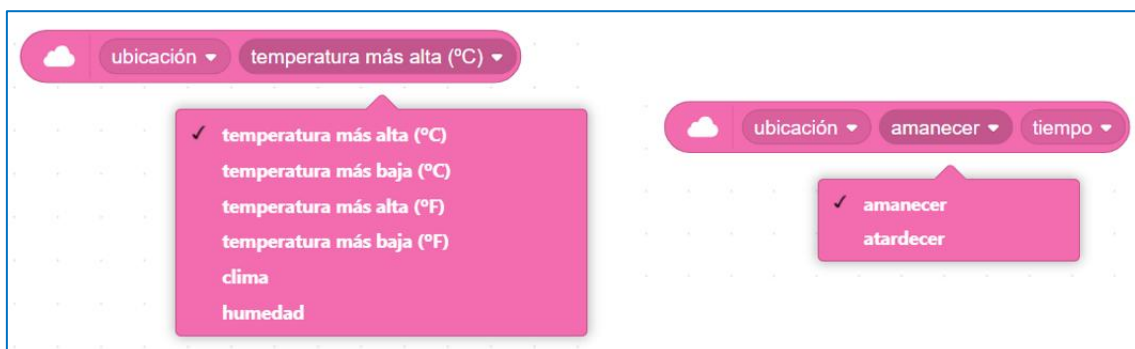 ubicación temperatura más alta (ºC)
temperatura más alta (ºC)
temperatura más baja (ºC)
temperatura más alta (ºF)
temperatura más baja (ºF)
clima
humedad
ubicación amanecer tiempo
amanecer
atardecer